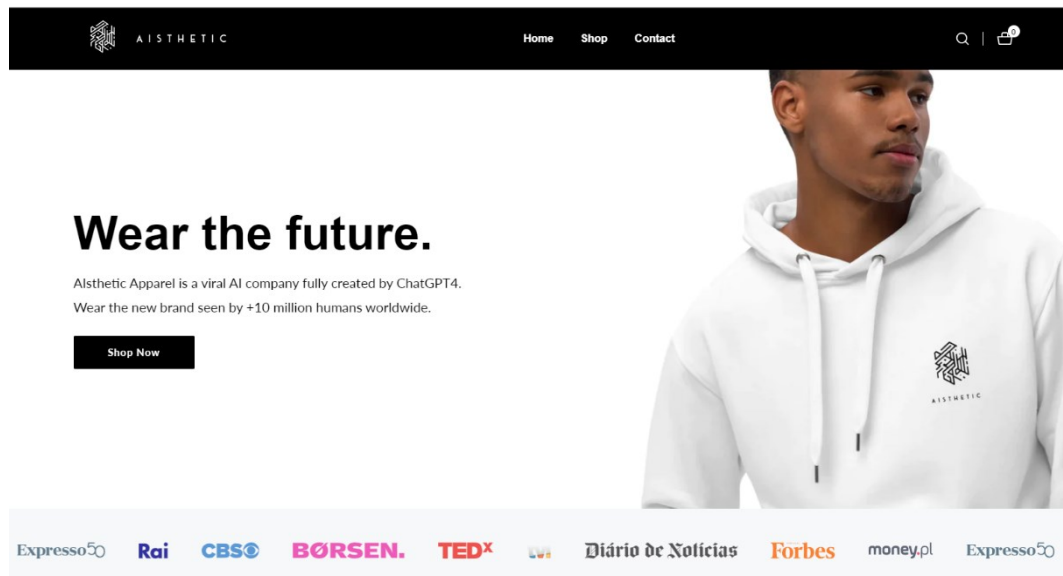 AISTHETIC
Home Shop Contact
0
Wear the future.
AIsthetic Apparel is a viral AI company fully created by ChatGPT4.
Wear the new brand seen by +10 million humans worldwide.
Shop Now
AISTHETIC
Expresso50 Rai CBS BØRSEN. TEDx tvi Diário de Notícias Forbes money.pl Expresso50